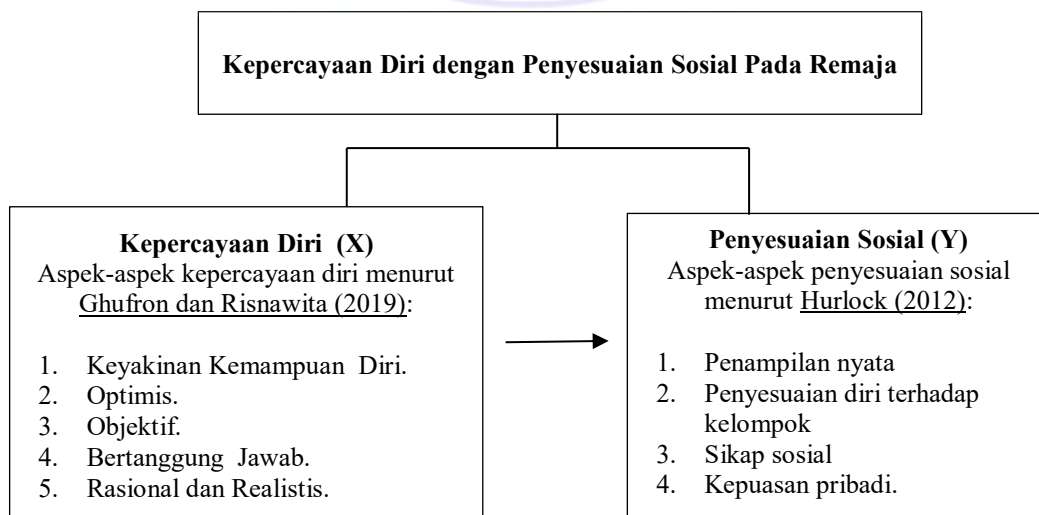 Kepercayaan Diri dengan Penyesuaian Sosial Pada Remaja
Kepercayaan Diri (X)
Aspek-aspek kepercayaan diri menurut
Ghufron dan Risnawita (2019):
1. Keyakinan Kemampuan Diri.
2. Optimis.
3. Objektif.
4. Bertanggung Jawab.
5. Rasional dan Realistis.
Penyesuaian Sosial (Y)
Aspek-aspek penyesuaian sosial
menurut Hurlock (2012):
1. Penampilan nyata
2. Penyesuaian diri terhadap
kelompok
3. Sikap sosial
4. Kepuasan pribadi.